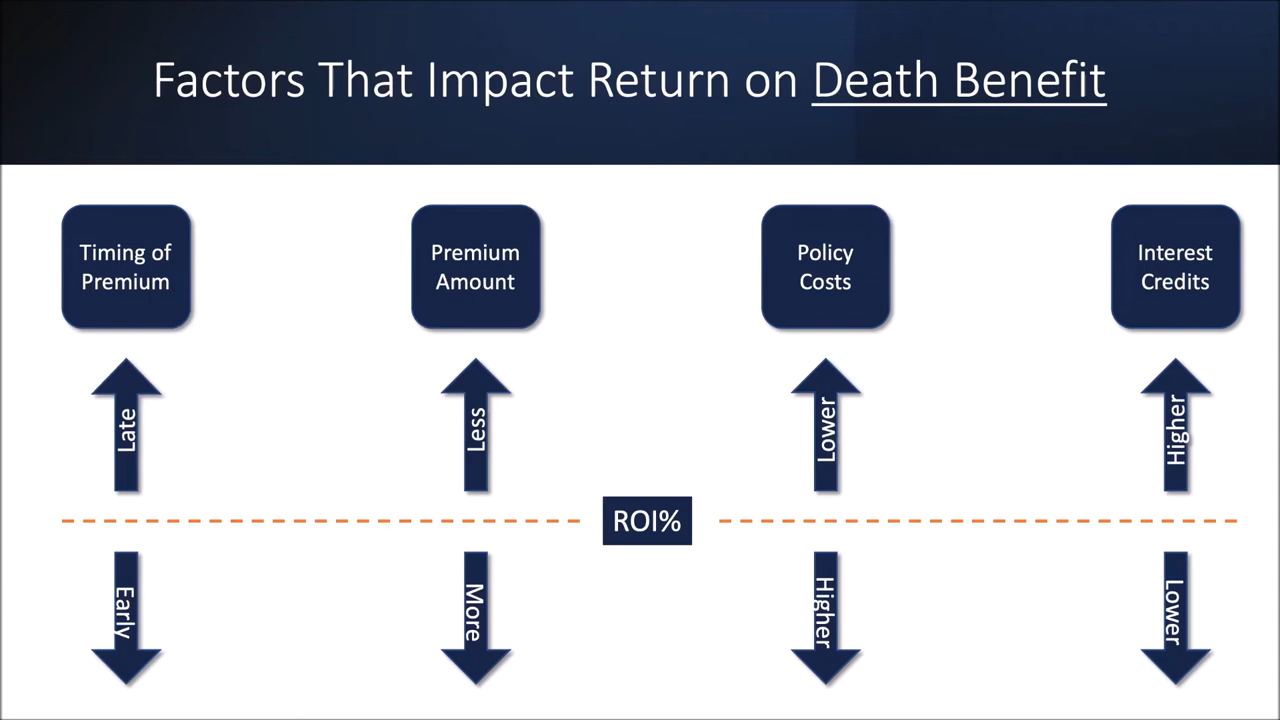 Factors That Impact Return on Death Benefit
Timing of
Premium
Premium
Amount
Policy
Costs
Interest
Credits
Late
Less
Lower
Higher
ROI%
Early
More
Higher
Lower